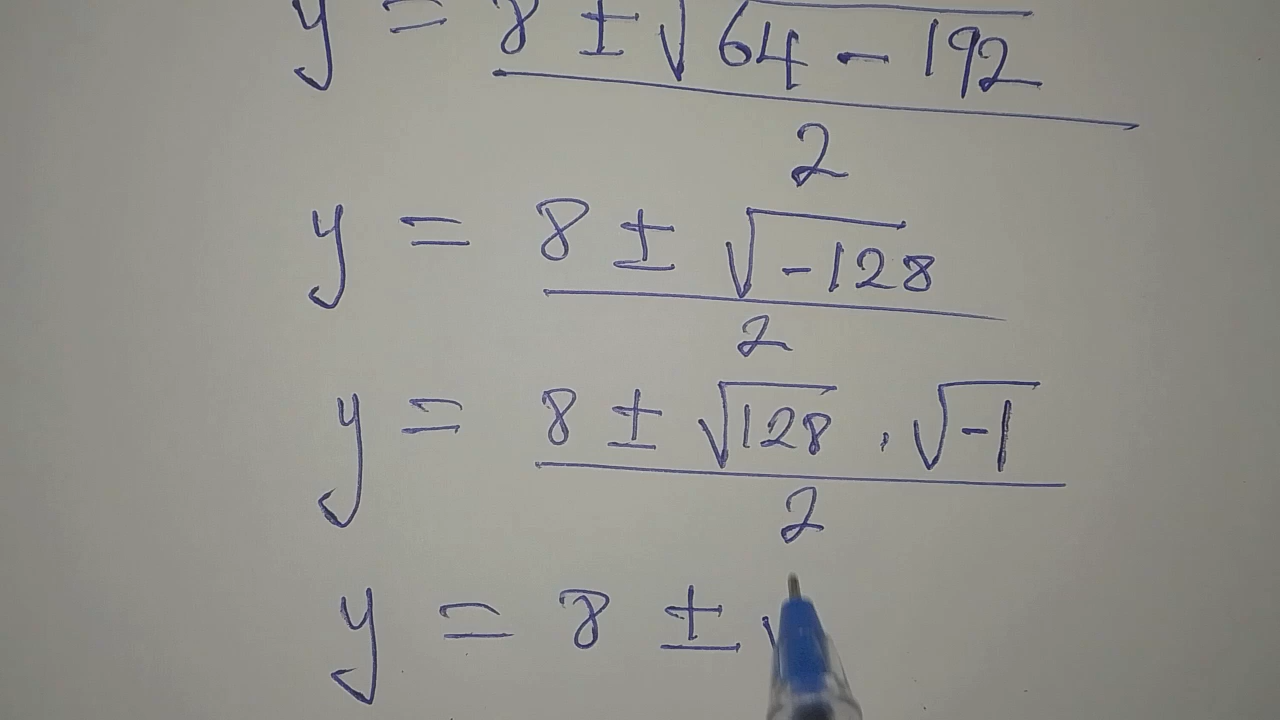 y = 8 ± √64 - 192
2
y = 8 ± √-128
2
y = 8 ± √128 . √-1
2
y = 8 ± √